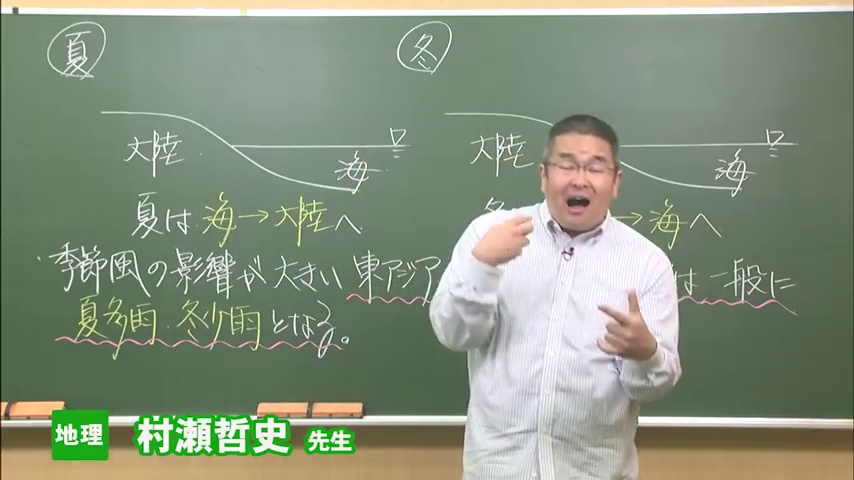 夏 冬
大陸 海 大陸 海
夏は 海→大陸へ →海へ
季節風の影響が大きい 東アジア は一般に
夏多雨、冬少雨となる。
地理 村瀬哲史 先生